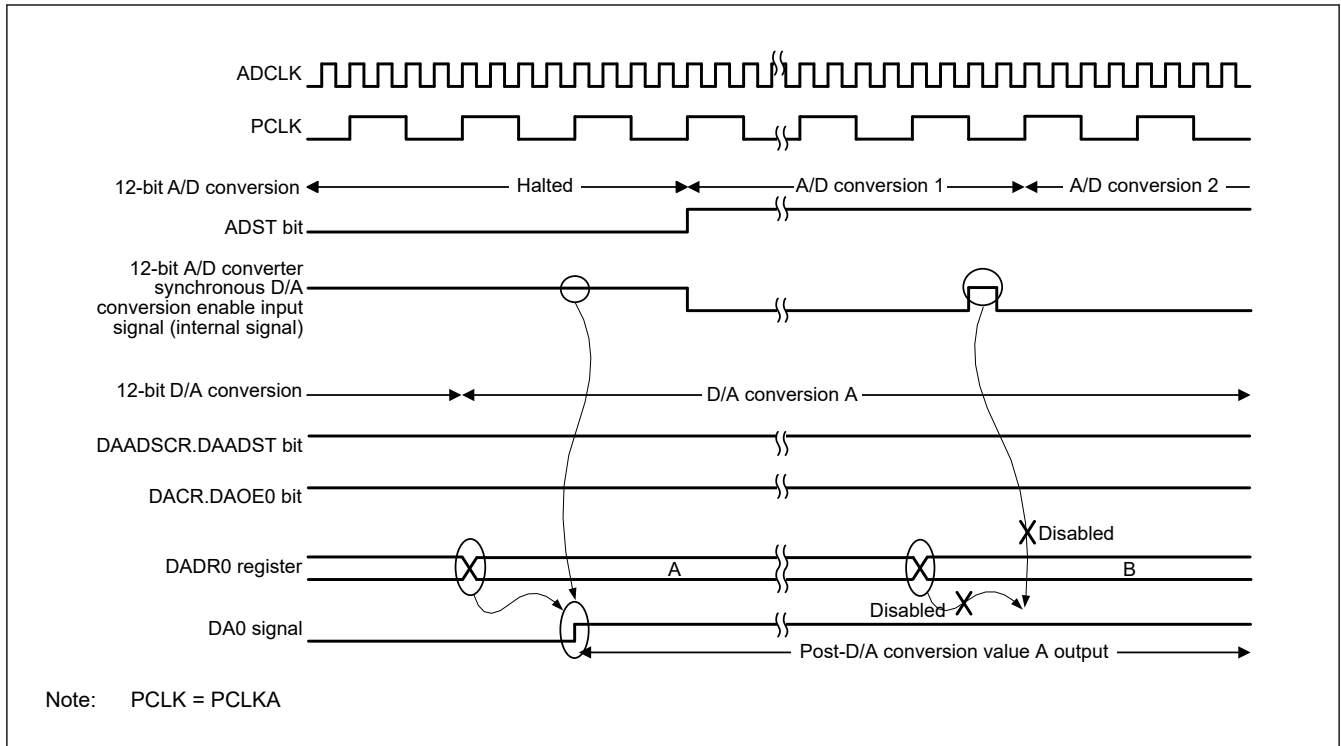 ADCLK
PCLK
12-bit A/D conversion
Halted
A/D conversion 1
A/D conversion 2
ADST bit
12-bit A/D converter
synchronous D/A
conversion enable input
signal (internal signal)
12-bit D/A conversion
D/A conversion A
DAADSCR.DAADST bit
DACR.DAOE0 bit
Disabled
DADR0 register
A
B
Disabled
DA0 signal
Post-D/A conversion value A output
Note: PCLK = PCLKA